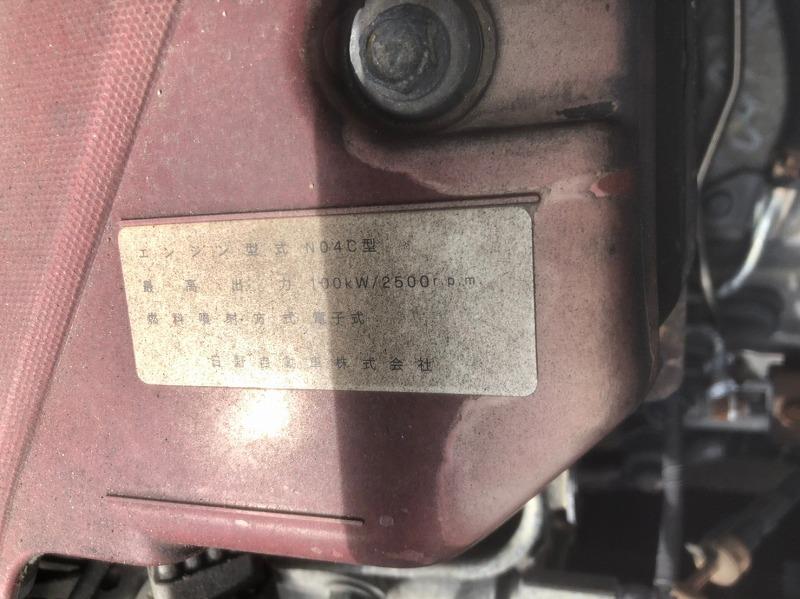 エンジン型式 N04C型
最高出力 100kW/2500r.p.m.
燃料噴射方式 電子式
日野自動車株式会社